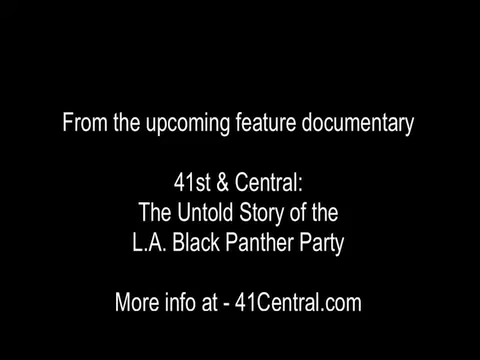 From the upcoming feature documentary
41st & Central:
The Untold Story of the
L.A. Black Panther Party
More info at - 41Central.com